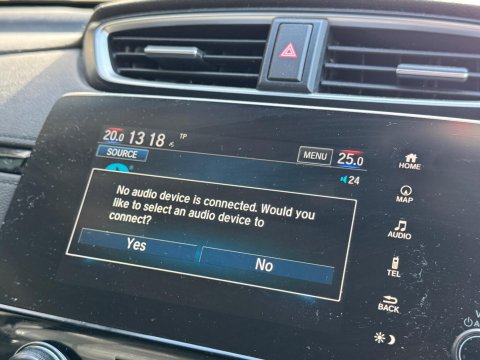 20.0 13 18 TP
SOURCE
MENU 25.0
24
No audio device is connected. Would you
like to select an audio device to
connect?
Yes
No
HOME
MAP
AUDIO
TEL
BACK